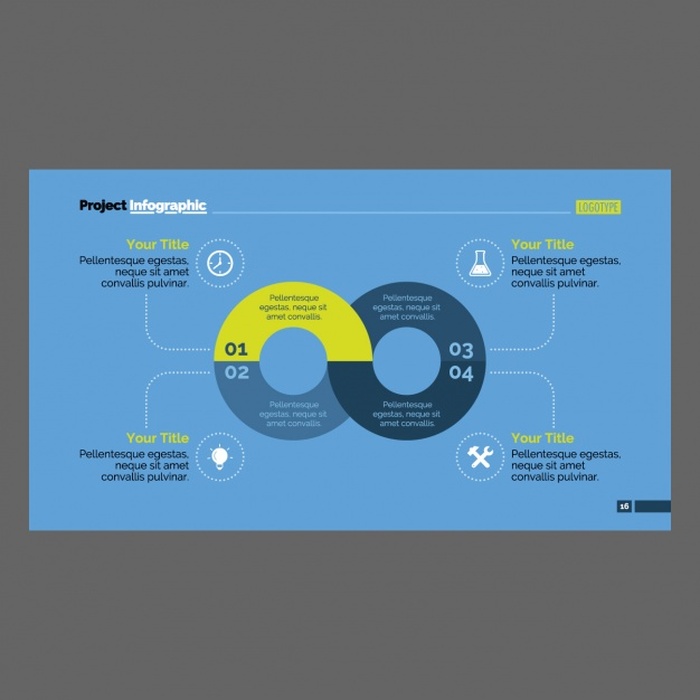 Project Infographic
LOGOTYPE
Your Title
Pellentesque egestas,
neque sit amet
convallis pulvinar.
Your Title
Pellentesque egestas,
neque sit amet
convallis pulvinar.
Pellentesque
egestas, neque sit
amet convallis.
Pellentesque
egestas, neque sit
amet convallis.
01
03
02
04
Pellentesque
egestas, neque sit
amet convallis.
Pellentesque
egestas, neque sit
amet convallis.
Your Title
Pellentesque egestas,
neque sit amet
convallis pulvinar.
Your Title
Pellentesque egestas,
neque sit amet
convallis pulvinar.
16